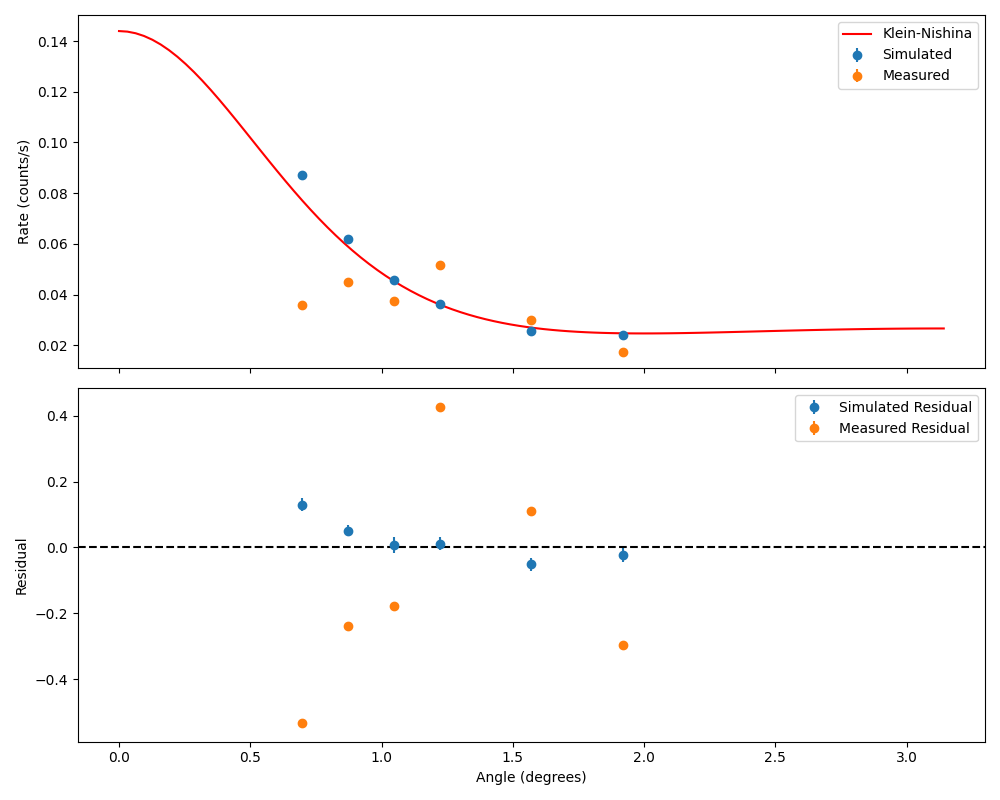 Klein-Nishina
Simulated
Measured
Rate (counts/s)
0.14
0.12
0.10
0.08
0.06
0.04
0.02
Simulated Residual
Measured Residual
Residual
0.4
0.2
0.0
−0.2
−0.4
0.0 0.5 1.0 1.5 2.0 2.5 3.0
Angle (degrees)